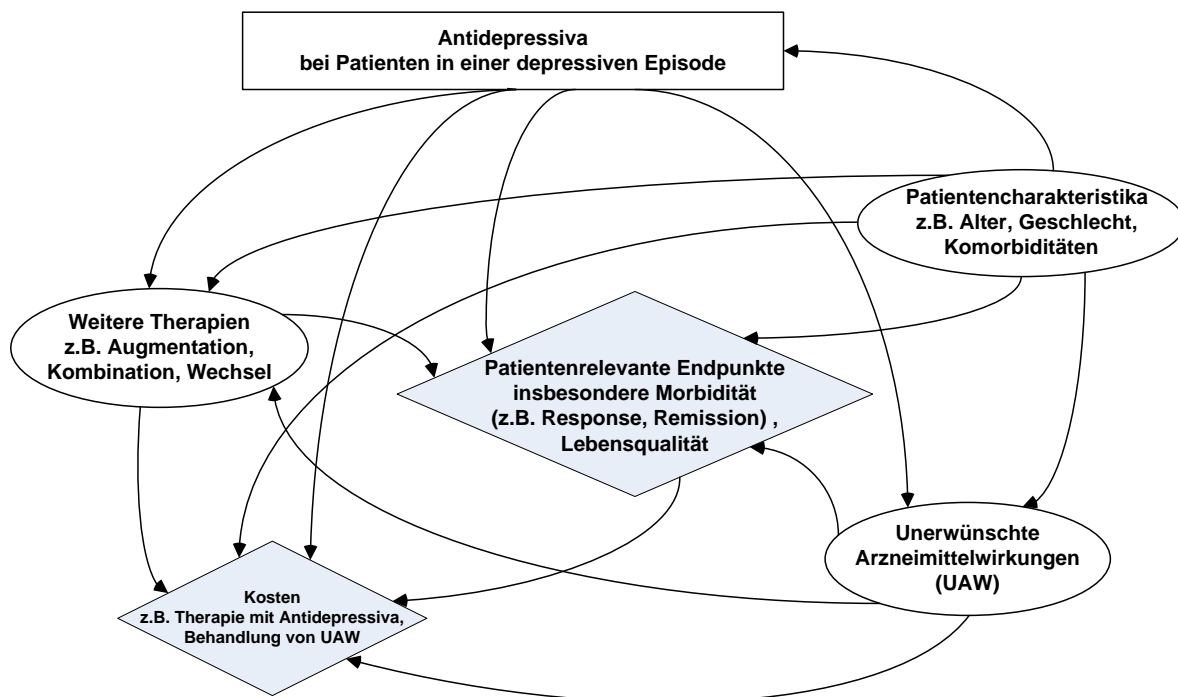 Antidepressiva
bei Patienten in einer depressiven Episode
Patientencharakteristika
z.B. Alter, Geschlecht,
Komorbiditäten
Weitere Therapien
z.B. Augmentation,
Kombination, Wechsel
Patientenrelevante Endpunkte
insbesondere Morbidität
(z.B. Response, Remission) ,
Lebensqualität
Unerwünschte
Arzneimittelwirkungen
(UAW)
Kosten
z.B. Therapie mit Antidepressiva,
Behandlung von UAW